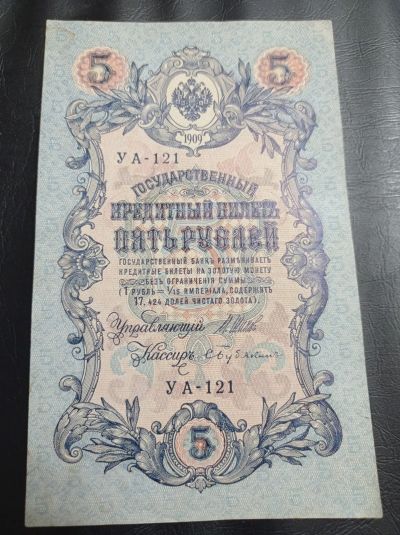 5 5
1909
УА-121
ГОСУДАРСТВЕННЫЙ
КРЕДИТНЫЙ БИЛЕТЪ
ПЯТЬ РУБЛЕЙ
ГОСУДАРСТВЕННЫЙ БАНКЪ РАЗМѢНИВАЕТЪ
КРЕДИТНЫЕ БИЛЕТЫ НА ЗОЛОТУЮ МОНЕТУ
БЕЗЪ ОГРАНИЧЕНІЯ СУММЫ
(1 РУБЛЬ = 1/15 ИМПЕРІАЛА, СОДЕРЖИТЪ
17,424 ДОЛЕЙ ЧИСТАГО ЗОЛОТА).
Управляющій
Кассиръ
УА-121
5